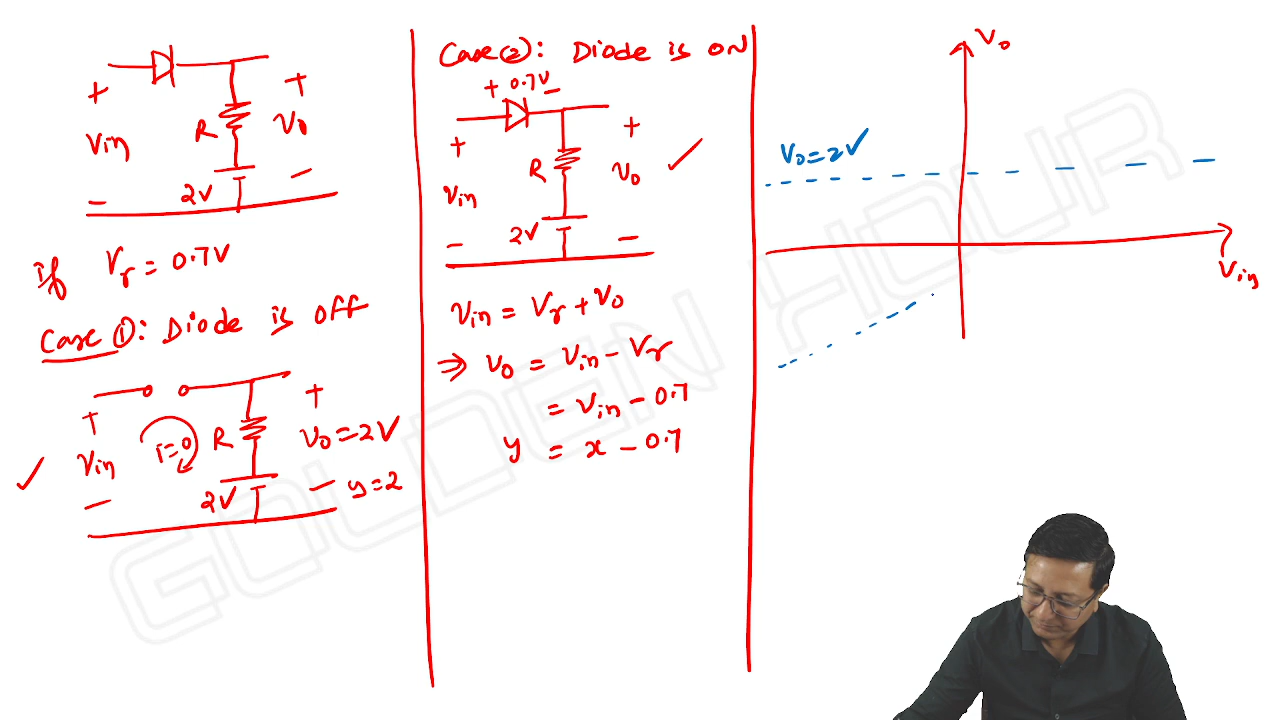 +
Vin
-
R
2V
+
V₀
-
if Vr = 0.7V
Case ①: Diode is off
+
Vin
-
i=0
R
2V
+
V₀=2V
- y=2
Case(2): Diode is ON
+ 0.7V -
+
Vin
-
R
2V
+
V₀
-
Vin = Vr + V₀
⇒ V₀ = Vin - Vr
= Vin - 0.7
y = x - 0.7
V₀
V₀=2V
Vin
GOLDEN HOUR